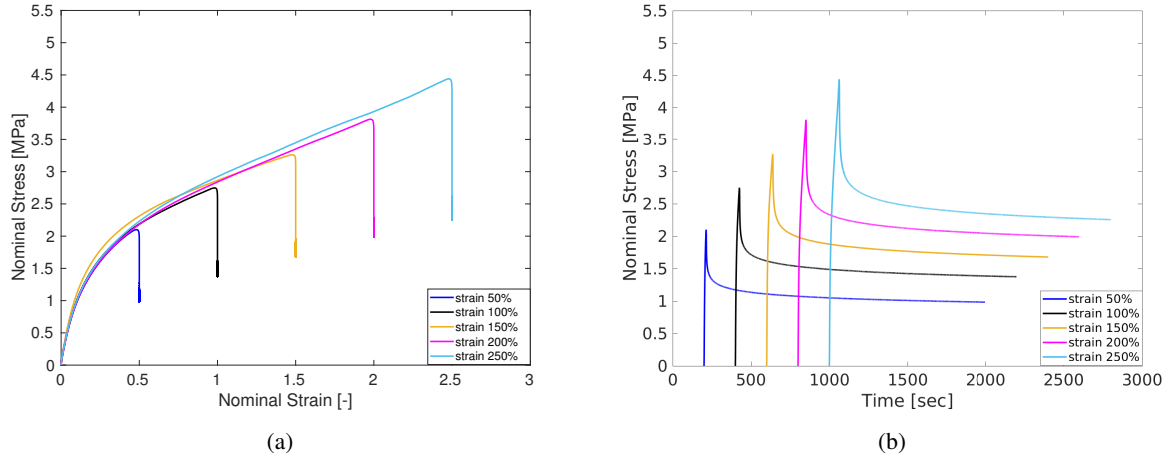 5.5
5
4.5
4
3.5
3
2.5
2
1.5
1
0.5
0
Nominal Stress [MPa]
0 0.5 1 1.5 2 2.5 3
Nominal Strain [-]
strain 50%
strain 100%
strain 150%
strain 200%
strain 250%
(a)
5.5
5
4.5
4
3.5
3
2.5
2
1.5
1
0.5
0
Nominal Stress [MPa]
0 500 1000 1500 2000 2500 3000
Time [sec]
strain 50%
strain 100%
strain 150%
strain 200%
strain 250%
(b)